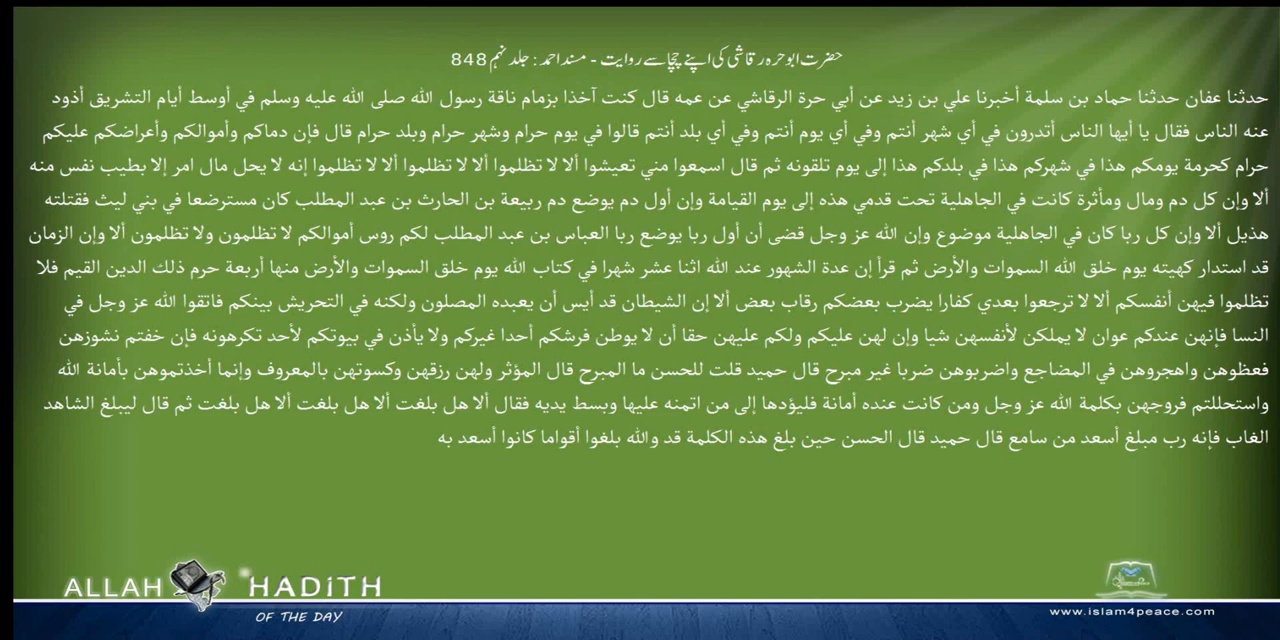 حضرت ابوحرہ رقاشی کی اپنے چچا سے روایت - مسند احمد : جلد نہم 848
حدثنا عفان حدثنا حماد بن سلمة أخبرنا علي بن زيد عن أبي حرة الرقاشي عن عمه قال كنت آخذا بزمام ناقة رسول الله صلى الله عليه وسلم في أوسط أيام التشريق أذود
عنه الناس فقال يا أيها الناس أتدرون في أي شهر أنتم وفي أي يوم أنتم وفي أي بلد أنتم قالوا في يوم حرام وشهر حرام وبلد حرام قال فإن دماكم وأموالكم وأعراضكم عليكم
حرام كحرمة يومكم هذا في شهركم هذا في بلدكم هذا إلى يوم تلقونه ثم قال اسمعوا مني تعيشوا ألا لا تظلموا ألا لا تظلموا ألا لا تظلموا إنه لا يحل مال امر إلا بطيب نفس منه
ألا وإن كل دم ومال ومأثرة كانت في الجاهلية تحت قدمي هذه إلى يوم القيامة وإن أول دم يوضع دم ربيعة بن الحارث بن عبد المطلب كان مسترضعا في بني ليث فقتلته
هذيل ألا وإن كل ربا كان في الجاهلية موضوع وإن الله عز وجل قضى أن أول ربا يوضع ربا العباس بن عبد المطلب لكم روس أموالكم لا تظلمون ولا تظلمون ألا وإن الزمان
قد استدار كهيته يوم خلق الله السموات والأرض ثم قرأ إن عدة الشهور عند الله اثنا عشر شهرا في كتاب الله يوم خلق السموات والأرض منها أربعة حرم ذلك الدين القيم فلا
تظلموا فيهن أنفسكم ألا لا ترجعوا بعدي كفارا يضرب بعضكم رقاب بعض ألا إن الشيطان قد أيس أن يعبده المصلون ولكنه في التحريش بينكم فاتقوا الله عز وجل في
النسا فإنهن عندكم عوان لا يملكن لأنفسهن شيا وإن لهن عليكم ولكم عليهن حقا أن لا يوطن فرشكم أحدا غيركم ولا يأذن في بيوتكم لأحد تكرهونه فإن خفتم نشوزهن
فعظوهن واهجروهن في المضاجع واضربوهن ضربا غير مبرح قال حميد قلت للحسن ما المبرح قال المؤثر ولهن رزقهن وكسوتهن بالمعروف وإنما أخذتموهن بأمانة الله
واستحللتم فروجهن بكلمة الله عز وجل ومن كانت عنده أمانة فليؤدها إلى من اتمنه عليها وبسط يديه فقال ألا هل بلغت ألا هل بلغت ألا هل بلغت ثم قال ليبلغ الشاهد
الغاب فإنه رب مبلغ أسعد من سامع قال حميد قال الحسن حين بلغ هذه الكلمة قد والله بلغوا أقواما كانوا أسعد به
ALLAH HADITH
OF THE DAY
www.islam4peace.com